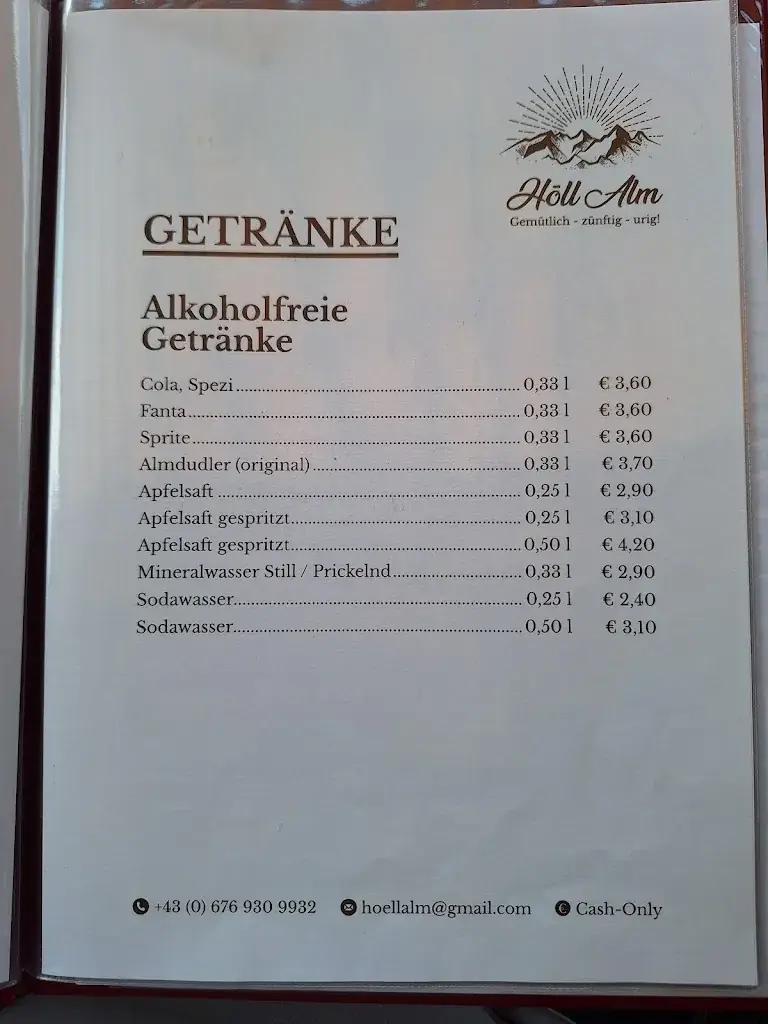 Höll Alm
Gemütlich - zünftig - urig!
GETRÄNKE
Alkoholfreie
Getränke
Cola, Spezi 0,33 l € 3,60
Fanta 0,33 l € 3,60
Sprite 0,33 l € 3,60
Almdudler (original) 0,33 l € 3,70
Apfelsaft 0,25 l € 2,90
Apfelsaft gespritzt 0,25 l € 3,10
Apfelsaft gespritzt 0,50 l € 4,20
Mineralwasser Still / Prickelnd 0,33 l € 2,90
Sodawasser 0,25 l € 2,40
Sodawasser 0,50 l € 3,10
+43 (0) 676 930 9932 hoellalm@gmail.com € Cash-Only